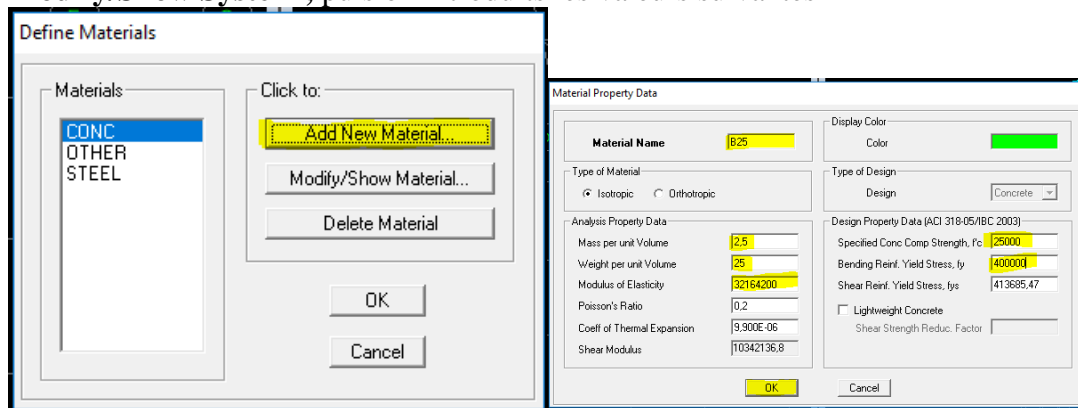 Define Materials
Materials
CONC
OTHER
STEEL
Click to:
Add New Material...
Modify/Show Material...
Delete Material
OK
Cancel
Material Property Data
Material Name B25
Display Color
Color
Type of Material
Isotropic Orthotropic
Type of Design
Design Concrete
Analysis Property Data
Mass per unit Volume 2,5
Weight per unit Volume 25
Modulus of Elasticity 32164200
Poisson's Ratio 0,2
Coeff of Thermal Expansion 9,900E-06
Shear Modulus 10342136,8
Design Property Data (ACI 318-05/IBC 2003)
Specified Conc Comp Strength, f'c 25000
Bending Reinf. Yield Stress, fy 400000
Shear Reinf. Yield Stress, fys 413685,47
Lightweight Concrete
Shear Strength Reduc. Factor
OK
Cancel